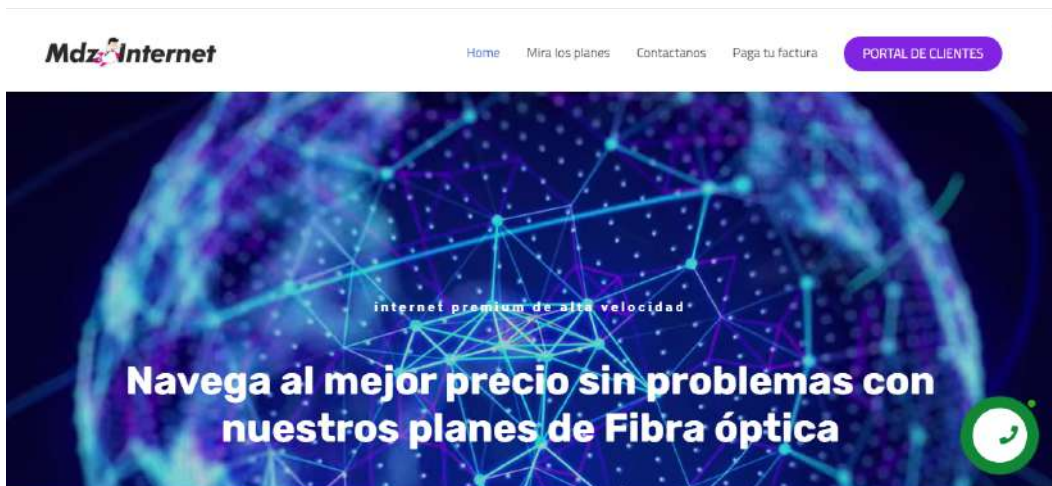 Mdz Internet
Home Mira los planes Contactanos Paga tu factura PORTAL DE CLIENTES
internet premium de alta velocidad
Navega al mejor precio sin problemas con
nuestros planes de Fibra óptica